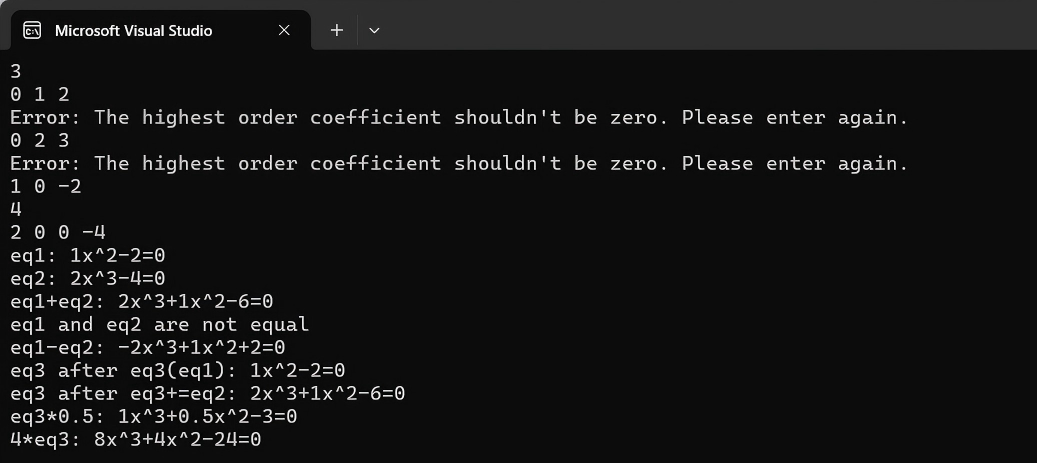 Microsoft Visual Studio
3
0 1 2
Error: The highest order coefficient shouldn't be zero. Please enter again.
0 2 3
Error: The highest order coefficient shouldn't be zero. Please enter again.
1 0 -2
4
2 0 0 -4
eq1: 1x^2-2=0
eq2: 2x^3-4=0
eq1+eq2: 2x^3+1x^2-6=0
eq1 and eq2 are not equal
eq1-eq2: -2x^3+1x^2+2=0
eq3 after eq3(eq1): 1x^2-2=0
eq3 after eq3+=eq2: 2x^3+1x^2-6=0
eq3*0.5: 1x^3+0.5x^2-3=0
4*eq3: 8x^3+4x^2-24=0